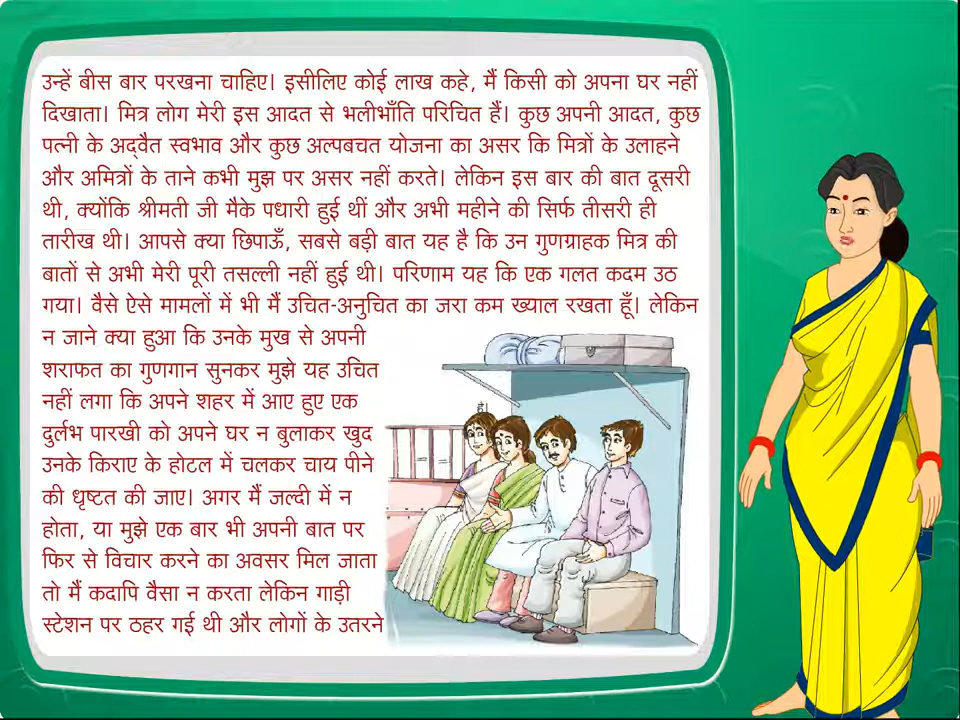 उन्हें बीस बार परखना चाहिए। इसीलिए कोई लाख कहे, मैं किसी को अपना घर नहीं
दिखाता। मित्र लोग मेरी इस आदत से भलीभाँति परिचित हैं। कुछ अपनी आदत, कुछ
पत्नी के अद्वैत स्वभाव और कुछ अल्पबचत योजना का असर कि मित्रों के उलाहने
और अमित्रों के ताने कभी मुझ पर असर नहीं करते। लेकिन इस बार की बात दूसरी
थी, क्योंकि श्रीमती जी मैके पधारी हुई थीं और अभी महीने की सिर्फ तीसरी ही
तारीख थी। आपसे क्या छिपाऊँ, सबसे बड़ी बात यह है कि उन गुणग्राहक मित्र की
बातों से अभी मेरी पूरी तसल्ली नहीं हुई थी। परिणाम यह कि एक गलत कदम उठ
गया। वैसे ऐसे मामलों में भी मैं उचित-अनुचित का जरा कम ख्याल रखता हूँ। लेकिन
न जाने क्या हुआ कि उनके मुख से अपनी
शराफत का गुणगान सुनकर मुझे यह उचित
नहीं लगा कि अपने शहर में आए हुए एक
दुर्लभ पारखी को अपने घर न बुलाकर खुद
उनके किराए के होटल में चलकर चाय पीने
की धृष्टत की जाए। अगर मैं जल्दी में न
होता, या मुझे एक बार भी अपनी बात पर
फिर से विचार करने का अवसर मिल जाता
तो मैं कदापि वैसा न करता लेकिन गाड़ी
स्टेशन पर ठहर गई थी और लोगों के उतरने